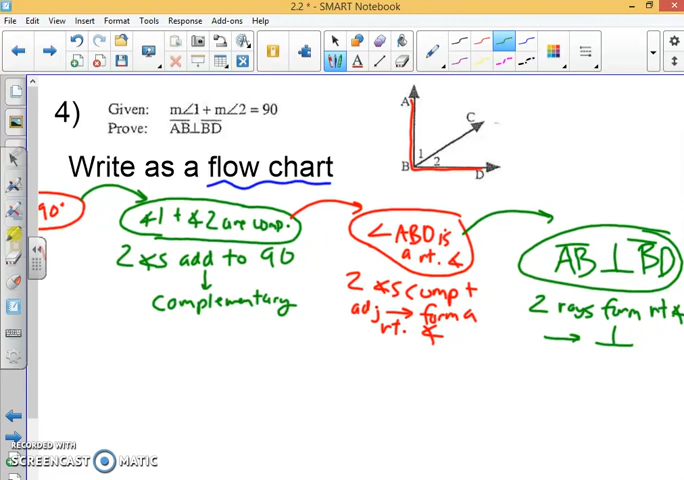 2.2 * - SMART Notebook
File Edit View Insert Format Tools Response Add-ons Help
4) Given: m∠1 + m∠2 = 90
Prove: AB⊥BD
Write as a flow chart
A
C
1
2
B
D
90°
∡1 + ∡2 are comp.
∠ABD is
a rt. ∡
AB ⊥ BD
2 ∡s add to 90
↓
complementary
2 ∡s comp +
adj → form a
rt. ∡
2 rays form rt ∡
→ ⊥
RECORDED WITH
SCREENCAST MATIC